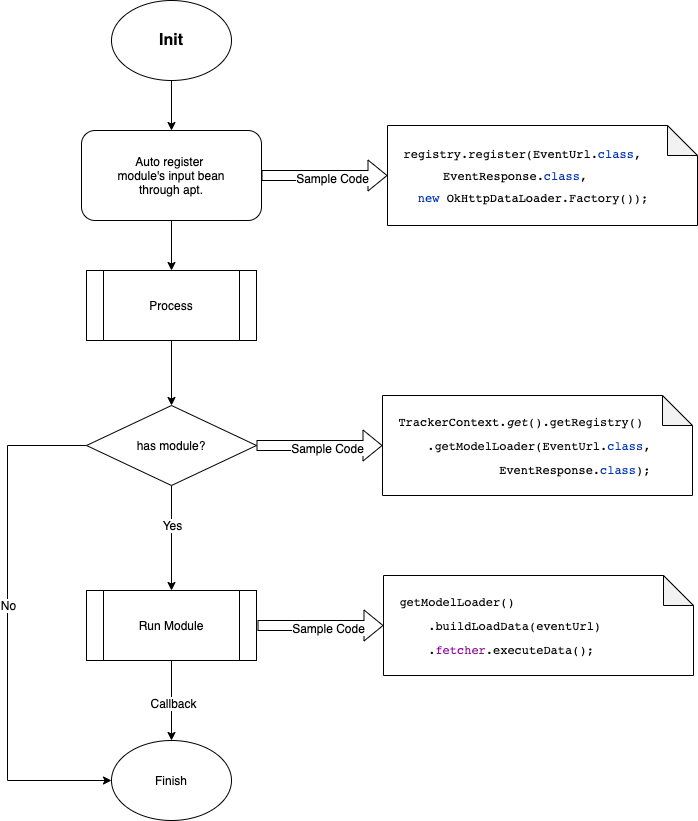 Init
Auto register
module's input bean
through apt.
Sample Code
registry.register(EventUrl.class,
EventResponse.class,
new OkHttpDataLoader.Factory());
Process
has module?
Sample Code
TrackerContext.get().getRegistry()
.getModelLoader(EventUrl.class,
EventResponse.class);
Yes
No
Run Module
Sample Code
getModelLoader()
.buildLoadData(eventUrl)
.fetcher.executeData();
Callback
Finish